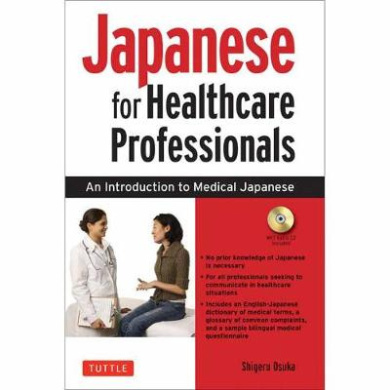 Japanese
for Healthcare
Professionals
An Introduction to Medical Japanese
• No prior knowledge of Japanese
is necessary
• For all professionals seeking to
communicate in healthcare
situations
• Includes an English-Japanese
dictionary of medical terms, a
glossary of common complaints,
and a sample bilingual medical
questionnaire
TUTTLE
Shigeru Osuka